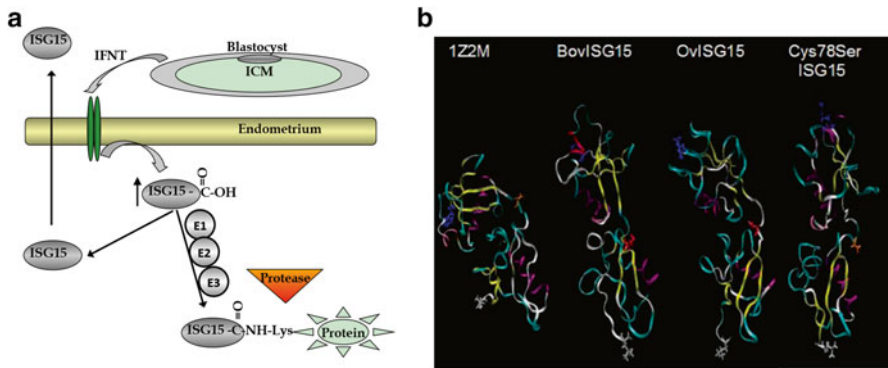 a
ISG15
IFNT
Blastocyst
ICM
Endometrium
ISG15 - C-OH
O
E1
E2
E3
ISG15
Protease
O
ISG15 -C-NH-Lys
Protein
b
1Z2M
BovISG15
OvISG15
Cys78Ser
ISG15